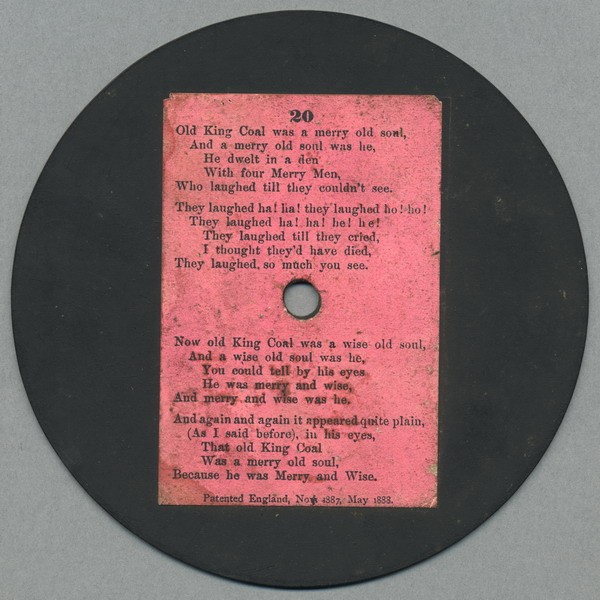 20
Old King Coal was a merry old soul,
And a merry old soul was he,
He dwelt in a den
With four Merry Men,
Who laughed till they couldn't see.
They laughed ha! ha! they laughed ho! ho!
They laughed ha! ha! he! he!
They laughed till they cried,
I thought they'd have died,
They laughed, so much you see.
Now old King Coal was a wise old soul,
And a wise old soul was he,
You could tell by his eyes
He was merry and wise,
And merry and wise was he.
And again and again it appeared quite plain,
(As I said before), in his eyes,
That old King Coal
Was a merry old soul,
Because he was Merry and Wise.
Patented England, Nov 1887, May 1888.